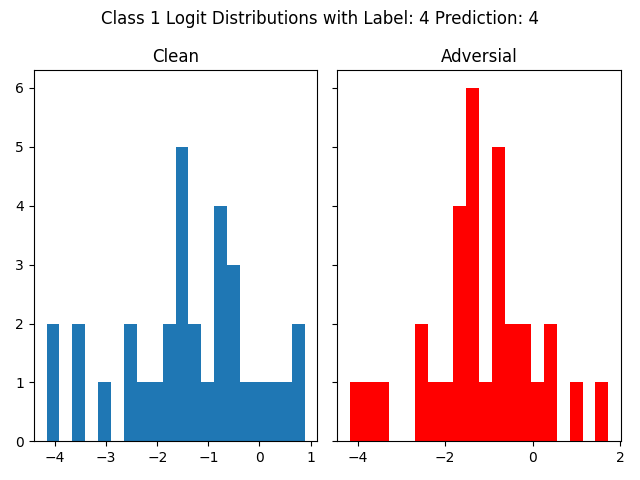 Class 1 Logit Distributions with Label: 4 Prediction: 4
Clean
Adversial
6
5
4
3
2
1
0
−4 −3 −2 −1 0 1
−4 −2 0 2